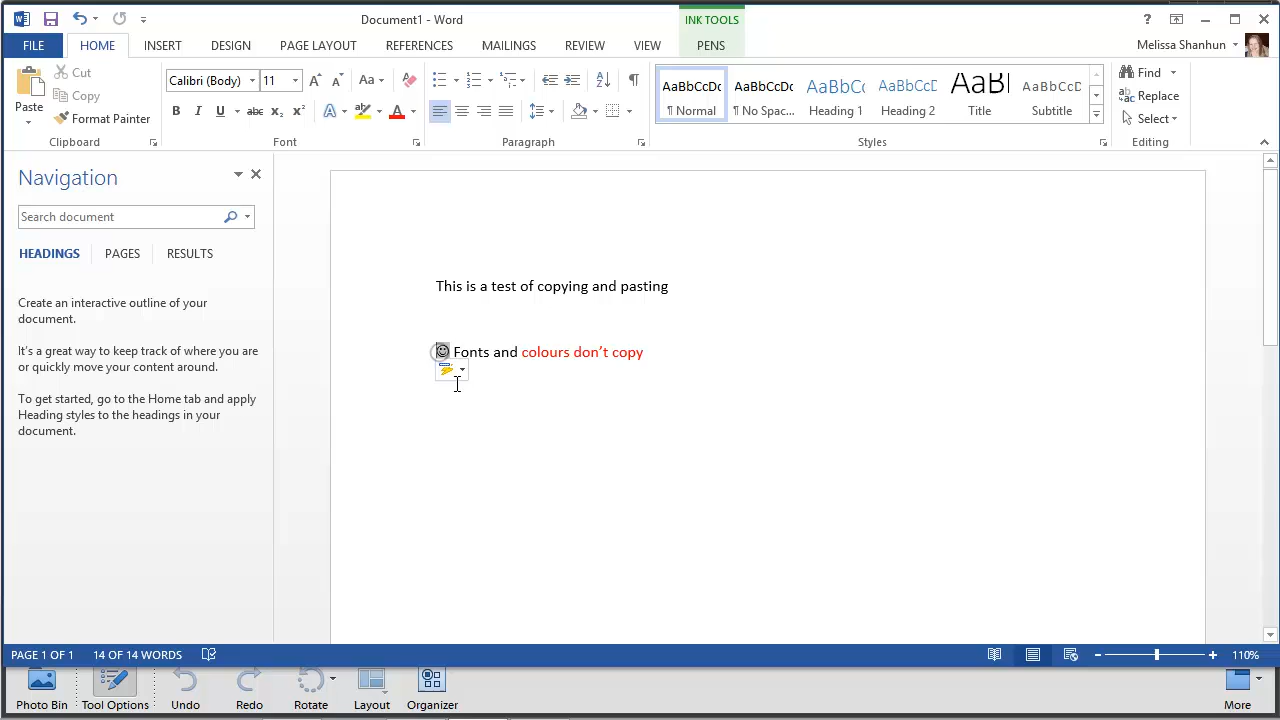 Document1 - Word
INK TOOLS
?
FILE
HOME
INSERT
DESIGN
PAGE LAYOUT
REFERENCES
MAILINGS
REVIEW
VIEW
PENS
Melissa Shanhun
Paste
Cut
Copy
Format Painter
Clipboard
Calibri (Body)
11
Aa
B I U abc x₂ x²
A A
Font
Paragraph
AaBbCcDc
¶ Normal
AaBbCcDc
¶ No Spac...
AaBbCc
Heading 1
AaBbCcD
Heading 2
AaBl
Title
AaBbCcD
Subtitle
Styles
Find
Replace
Select
Editing
Navigation
Search document
HEADINGS
PAGES
RESULTS
Create an interactive outline of your
document.
It's a great way to keep track of where you are
or quickly move your content around.
To get started, go to the Home tab and apply
Heading styles to the headings in your
document.
This is a test of copying and pasting
☺ Fonts and colours don't copy
PAGE 1 OF 1
14 OF 14 WORDS
110%
Photo Bin
Tool Options
Undo
Redo
Rotate
Layout
Organizer
More